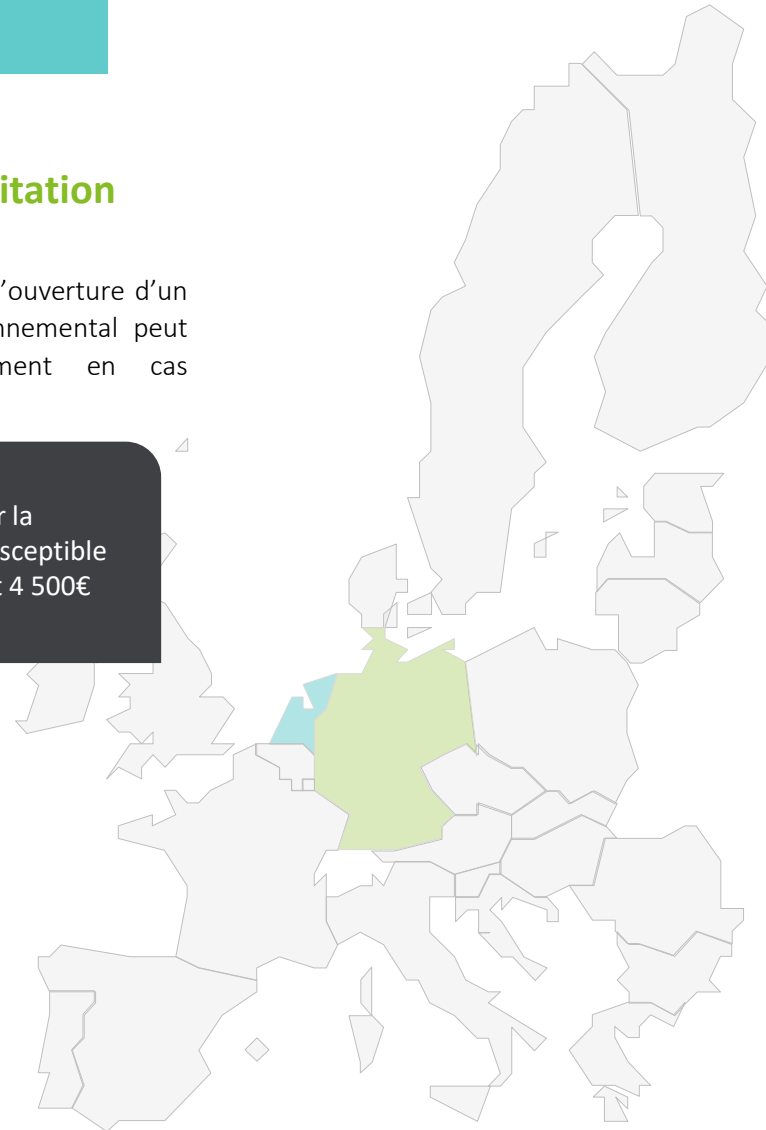 itation
'ouverture d'un
nnemental peut
ment en cas
r la
sceptible
t 4 500€